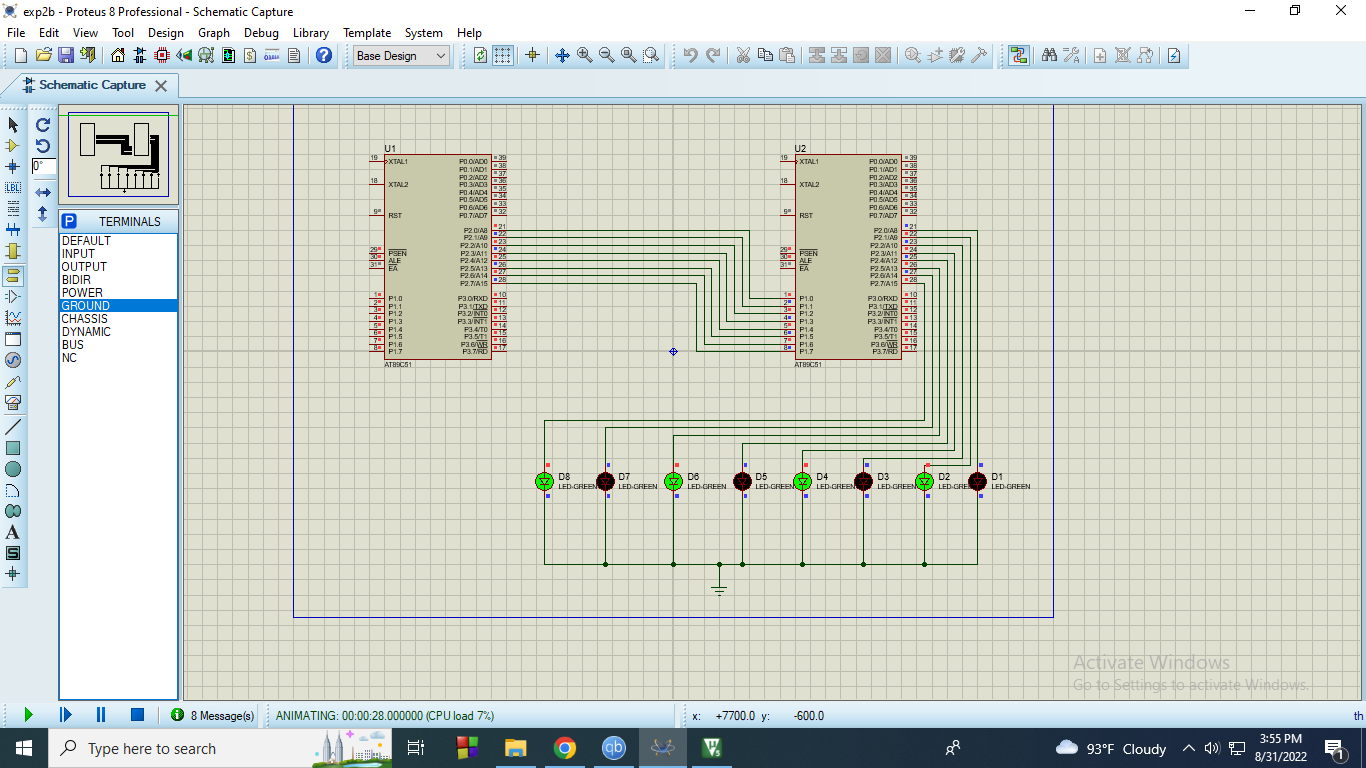 exp2b - Proteus 8 Professional - Schematic Capture
File Edit View Tool Design Graph Debug Library Template System Help
Base Design
Schematic Capture
0°
P TERMINALS
DEFAULT
INPUT
OUTPUT
BIDIR
POWER
GROUND
CHASSIS
DYNAMIC
BUS
NC
LBL
A
S
U1
19 XTAL1 P0.0/AD0 39
P0.1/AD1 38
P0.2/AD2 37
18 XTAL2 P0.3/AD3 36
P0.4/AD4 35
P0.5/AD5 34
P0.6/AD6 33
9 RST P0.7/AD7 32
P2.0/A8 21
P2.1/A9 22
P2.2/A10 23
29 PSEN P2.3/A11 24
30 ALE P2.4/A12 25
31 EA P2.5/A13 26
P2.6/A14 27
P2.7/A15 28
1 P1.0 P3.0/RXD 10
2 P1.1 P3.1/TXD 11
3 P1.2 P3.2/INT0 12
4 P1.3 P3.3/INT1 13
5 P1.4 P3.4/T0 14
6 P1.5 P3.5/T1 15
7 P1.6 P3.6/WR 16
8 P1.7 P3.7/RD 17
AT89C51
U2
19 XTAL1 P0.0/AD0 39
P0.1/AD1 38
P0.2/AD2 37
18 XTAL2 P0.3/AD3 36
P0.4/AD4 35
P0.5/AD5 34
P0.6/AD6 33
9 RST P0.7/AD7 32
P2.0/A8 21
P2.1/A9 22
P2.2/A10 23
29 PSEN P2.3/A11 24
30 ALE P2.4/A12 25
31 EA P2.5/A13 26
P2.6/A14 27
P2.7/A15 28
1 P1.0 P3.0/RXD 10
2 P1.1 P3.1/TXD 11
3 P1.2 P3.2/INT0 12
4 P1.3 P3.3/INT1 13
5 P1.4 P3.4/T0 14
6 P1.5 P3.5/T1 15
7 P1.6 P3.6/WR 16
8 P1.7 P3.7/RD 17
AT89C51
D8 D7 D6 D5 D4 D3 D2 D1
LED-GREEN LED-GREEN LED-GREEN LED-GREEN LED-GREEN LED-GREEN LED-GREEN LED-GREEN
Activate Windows
Go to Settings to activate Windows.
8 Message(s) ANIMATING: 00:00:28.000000 (CPU load 7%) x: +7700.0 y: -600.0 th
Type here to search
qb
93°F Cloudy
3:55 PM
8/31/2022
1